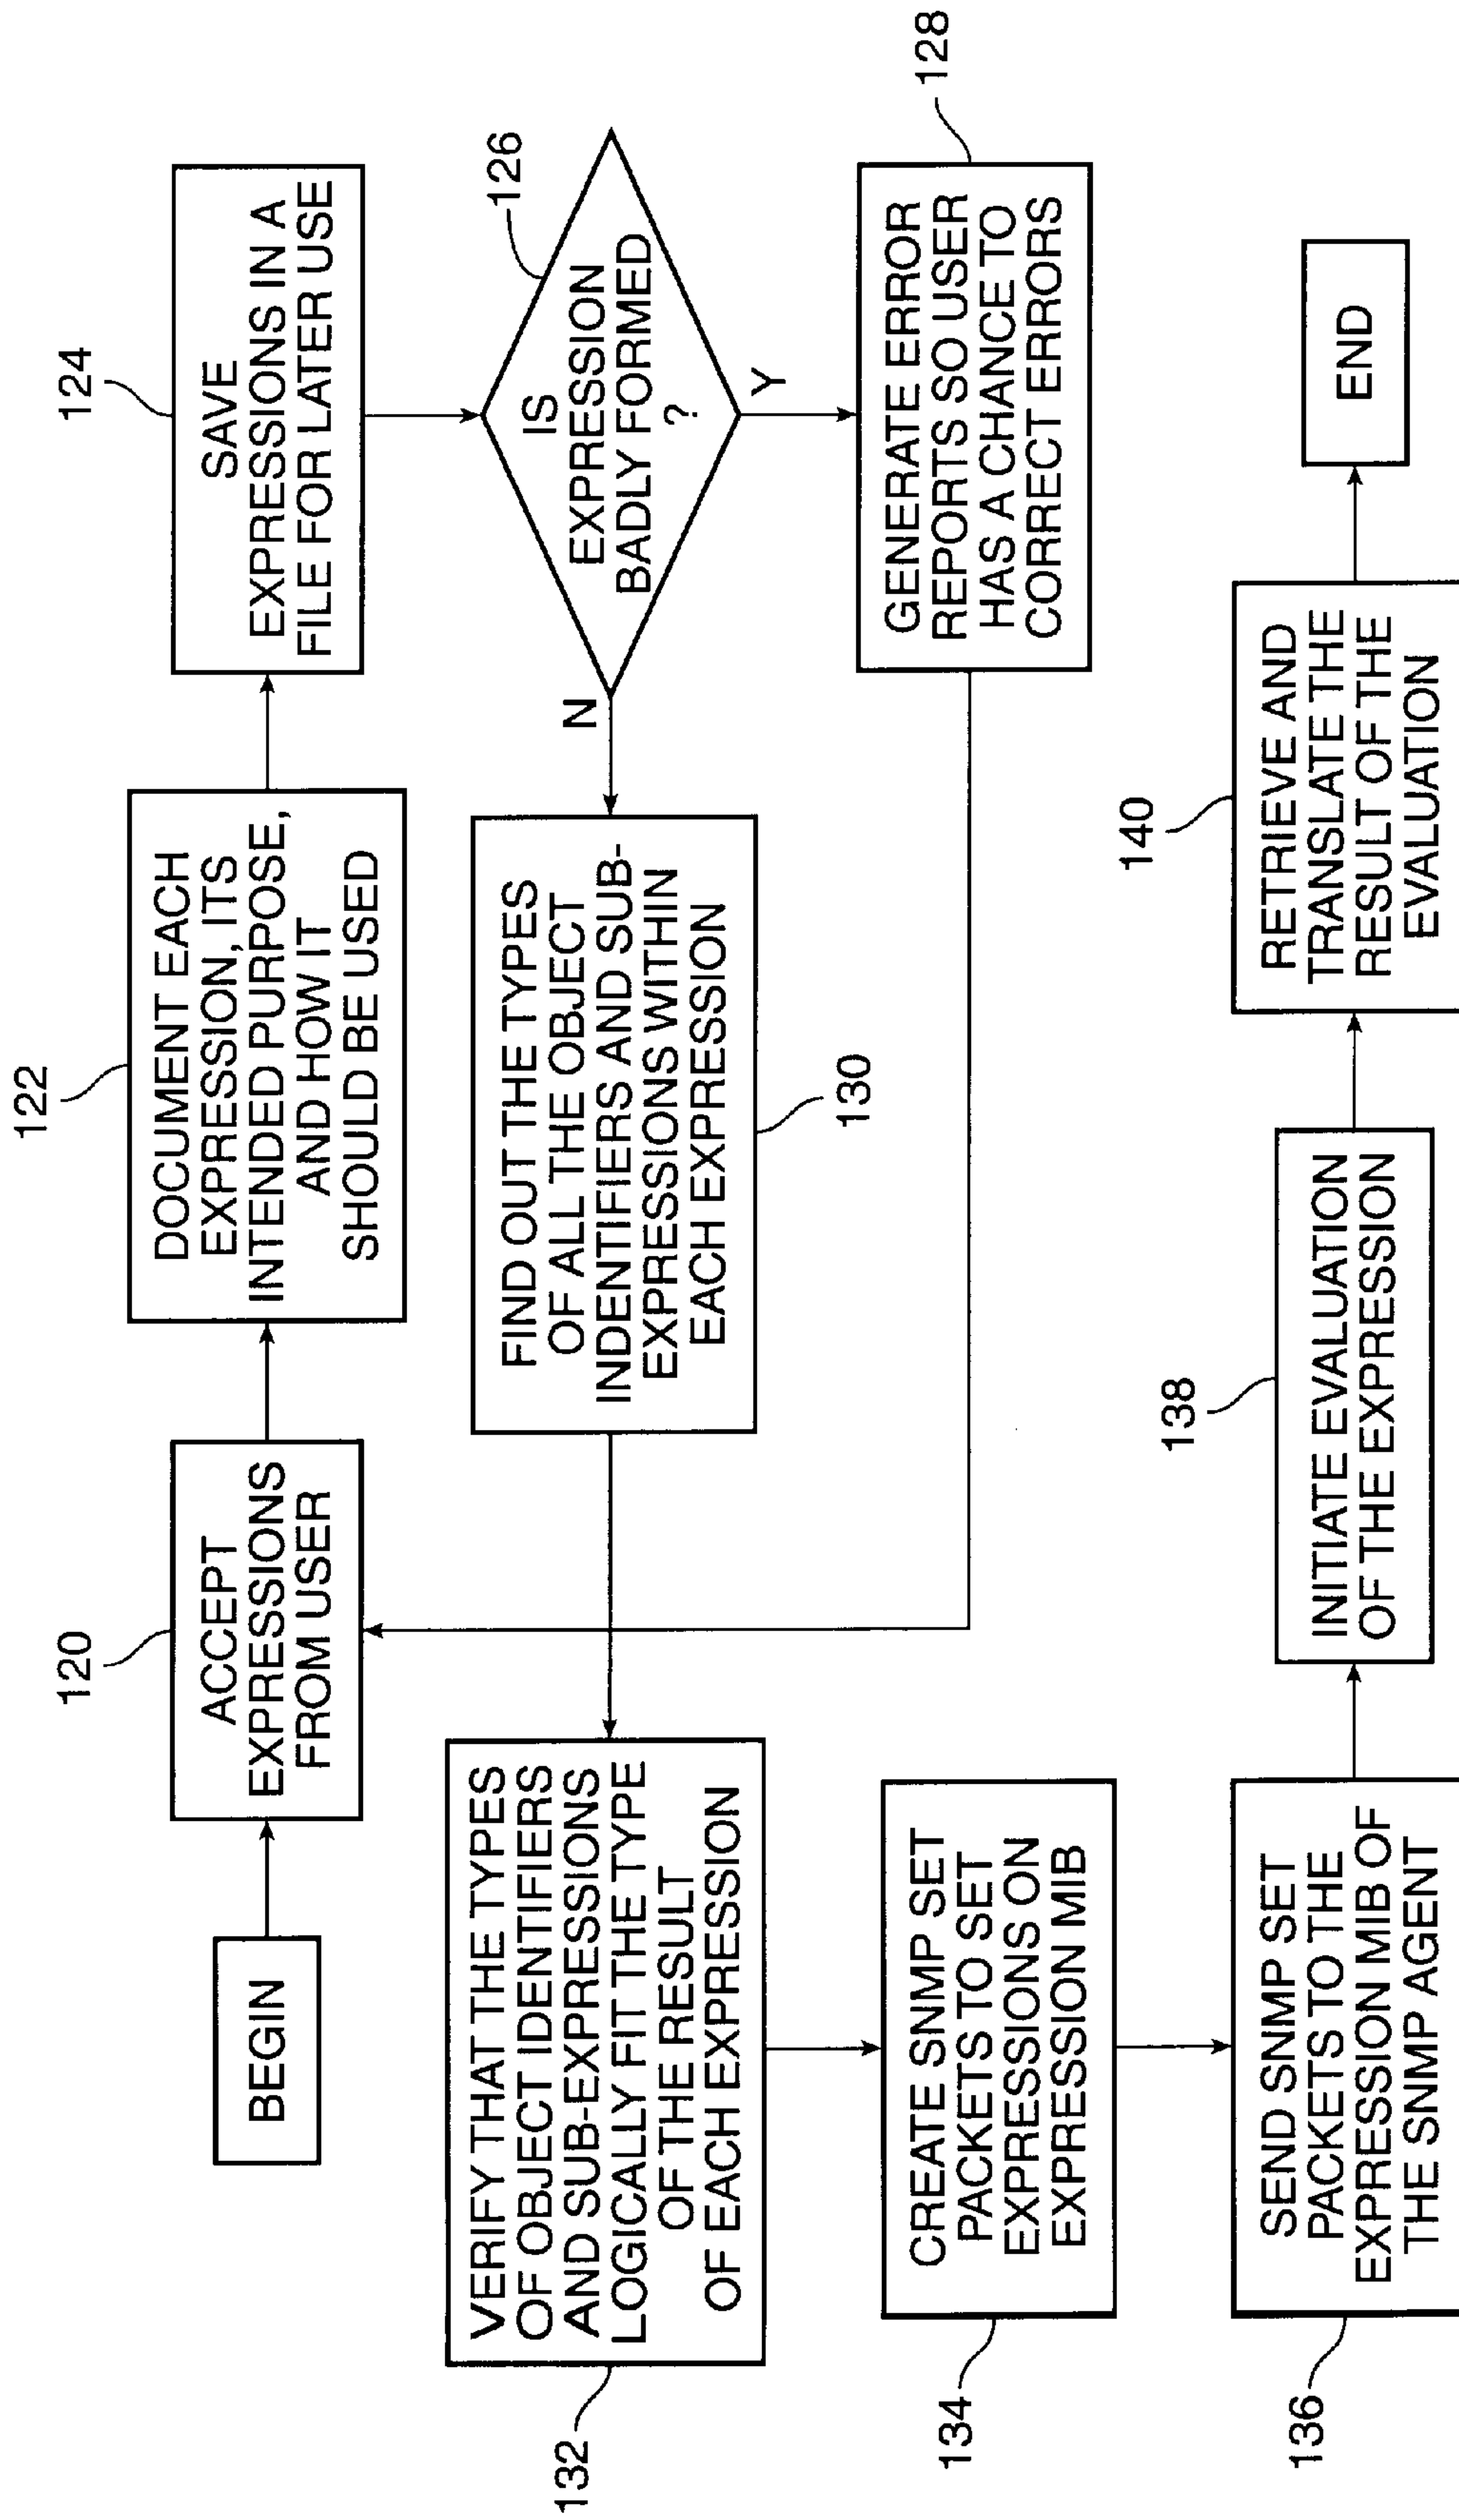 BEGIN
120
ACCEPT
EXPRESSIONS
FROM USER
122
DOCUMENT EACH
EXPRESSION, ITS
INTENDED PURPOSE,
AND HOW IT
SHOULD BE USED
124
SAVE
EXPRESSIONS IN A
FILE FOR LATER USE
126
IS
EXPRESSION
BADLY FORMED
?
N
Y
128
GENERATE ERROR
REPORTS SO USER
HAS A CHANCE TO
CORRECT ERRORS
FIND OUT THE TYPES
OF ALL THE OBJECT
INDENTIFIERS AND SUB-
EXPRESSIONS WITHIN
EACH EXPRESSION
130
VERIFY THAT THE TYPES
OF OBJECT IDENTIFIERS
AND SUB-EXPRESSIONS
LOGICALLY FIT THE TYPE
OF THE RESULT
OF EACH EXPRESSION
132
CREATE SNMP SET
PACKETS TO SET
EXPRESSIONS ON
EXPRESSION MIB
134
SEND SNMP SET
PACKETS TO THE
EXPRESSION MIB OF
THE SNMP AGENT
136
138
INITIATE EVALUATION
OF THE EXPRESSION
140
RETRIEVE AND
TRANSLATE THE
RESULT OF THE
EVALUATION
END